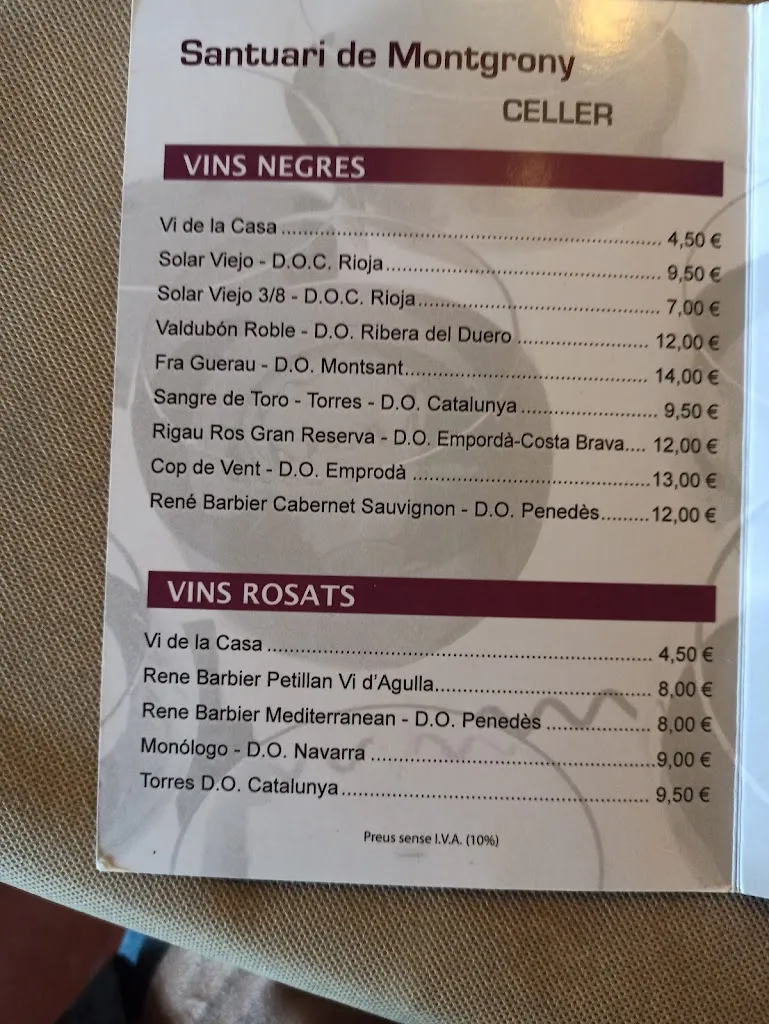 Santuari de Montgrony
CELLER
VINS NEGRES
Vi de la Casa ........ 4,50 €
Solar Viejo - D.O.C. Rioja ........ 9,50 €
Solar Viejo 3/8 - D.O.C. Rioja ........ 7,00 €
Valdubón Roble - D.O. Ribera del Duero ........ 12,00 €
Fra Guerau - D.O. Montsant ........ 14,00 €
Sangre de Toro - Torres - D.O. Catalunya ........ 9,50 €
Rigau Ros Gran Reserva - D.O. Empordà-Costa Brava.... 12,00 €
Cop de Vent - D.O. Emprodà ........ 13,00 €
René Barbier Cabernet Sauvignon - D.O. Penedès ........ 12,00 €
VINS ROSATS
Vi de la Casa ........ 4,50 €
Rene Barbier Petillan Vi d'Agulla ........ 8,00 €
Rene Barbier Mediterranean - D.O. Penedès ........ 8,00 €
Monólogo - D.O. Navarra ........ 9,00 €
Torres D.O. Catalunya ........ 9,50 €
Preus sense I.V.A. (10%)